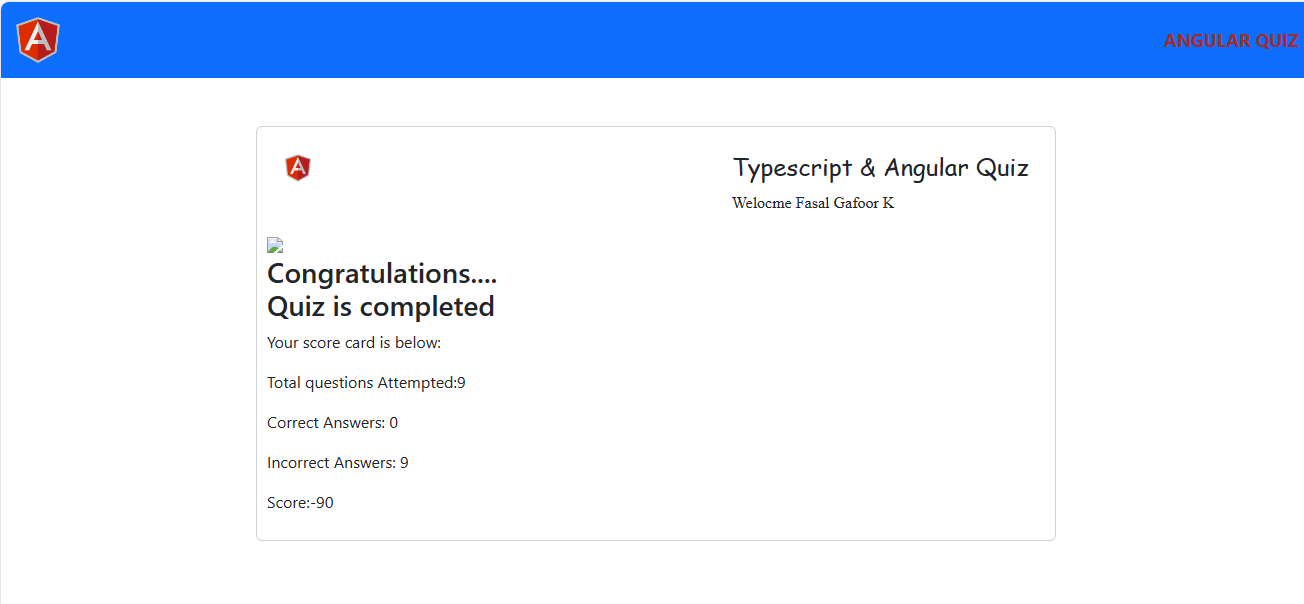 ANGULAR QUIZ
Typescript & Angular Quiz
Welocme Fasal Gafoor K
Congratulations....
Quiz is completed
Your score card is below:
Total questions Attempted:9
Correct Answers: 0
Incorrect Answers: 9
Score:-90